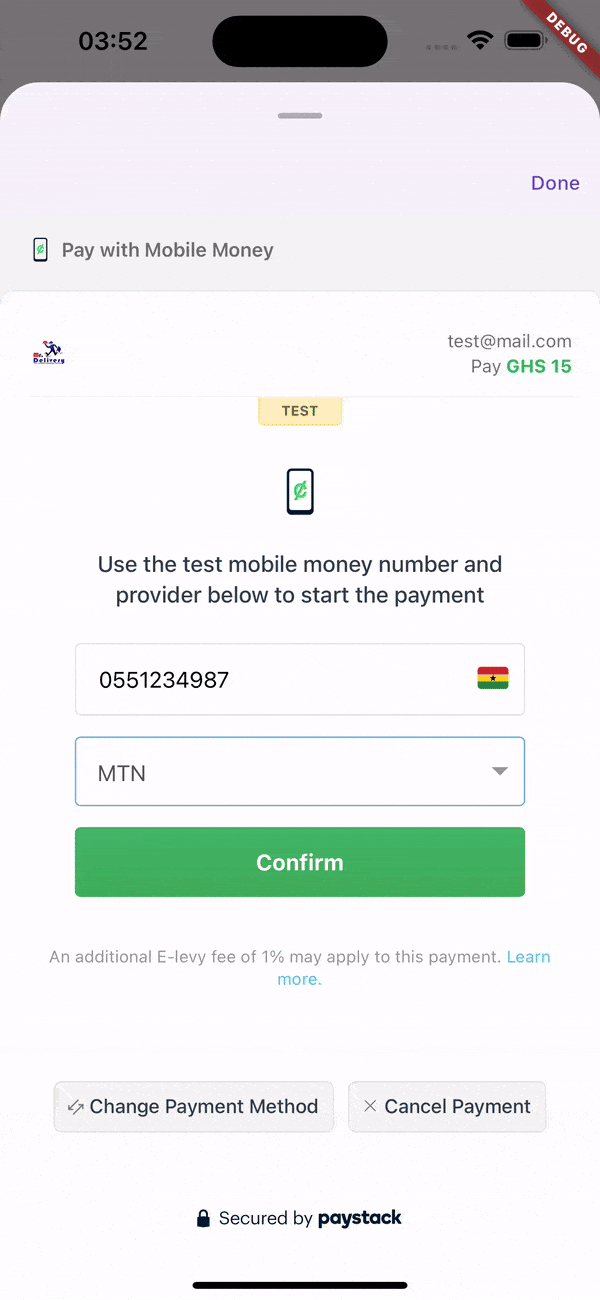 03:52
DEBUG
Done
Pay with Mobile Money
Mr.
Delivery
test@mail.com
Pay GHS 15
TEST
Use the test mobile money number and
provider below to start the payment
0551234987
MTN
Confirm
An additional E-levy fee of 1% may apply to this payment. Learn
more.
Change Payment Method
Cancel Payment
Secured by paystack